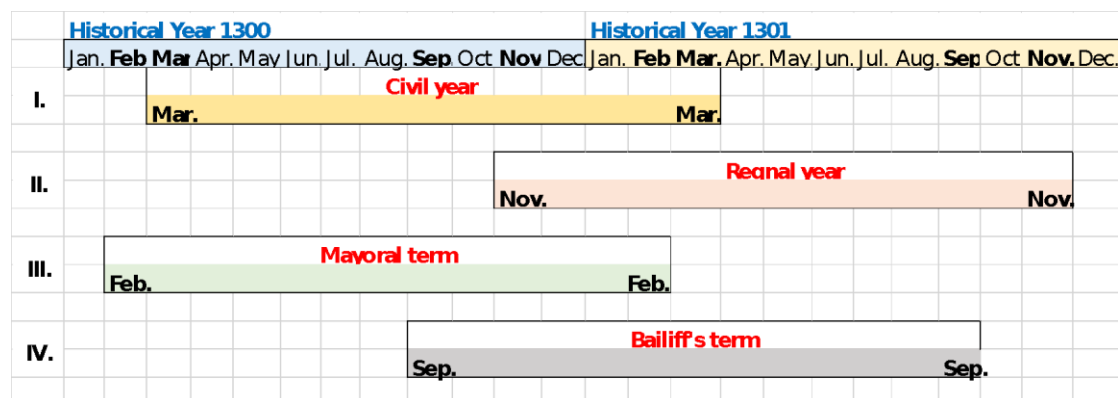 Historical Year 1300 Historical Year 1301
Jan. Feb Mar Apr. May Jun. Jul. Aug. Sep. Oct Nov. Dec. Jan. Feb Mar. Apr. May Jun. Jul. Aug. Sep Oct Nov. Dec.
I. Civil year
Mar. Mar.
II. Regnal year
Nov. Nov.
III. Mayoral term
Feb. Feb.
IV. Bailiff's term
Sep. Sep.